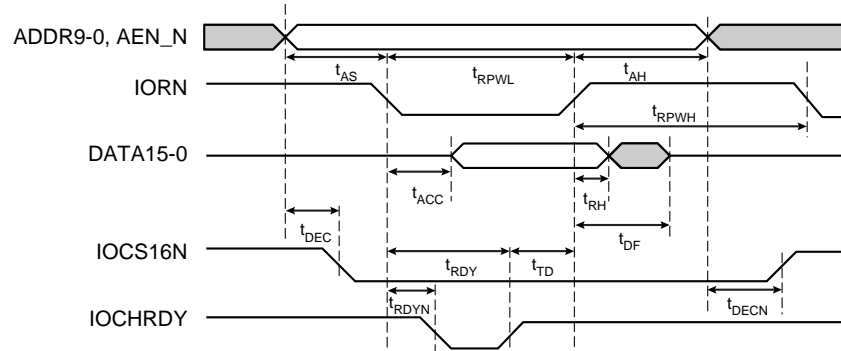 ADDR9-0, AEN_N
tAS
tRPWL
tAH
IORN
tRPWH
DATA15-0
tACC
tRH
tDEC
tDF
IOCS16N
tRDY
tTD
tRDYN
tDECN
IOCHRDY